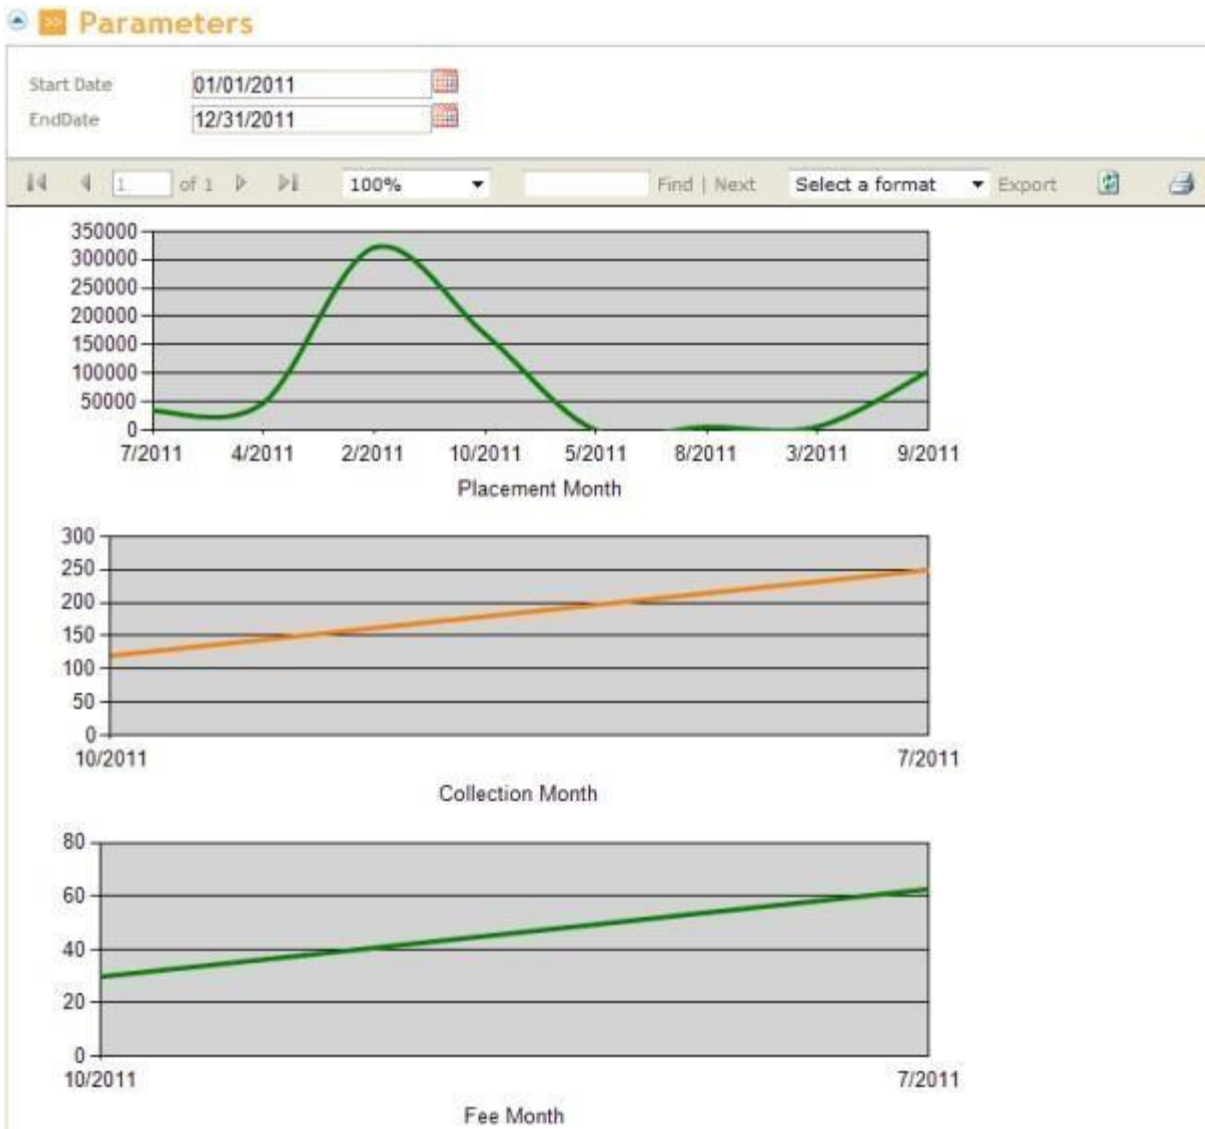 Parameters
Start Date 01/01/2011
EndDate 12/31/2011
1 of 1 100% Find | Next Select a format Export
350000
300000
250000
200000
150000
100000
50000
0
7/2011 4/2011 2/2011 10/2011 5/2011 8/2011 3/2011 9/2011
Placement Month
300
250
200
150
100
50
0
10/2011 7/2011
Collection Month
80
60
40
20
0
10/2011 7/2011
Fee Month